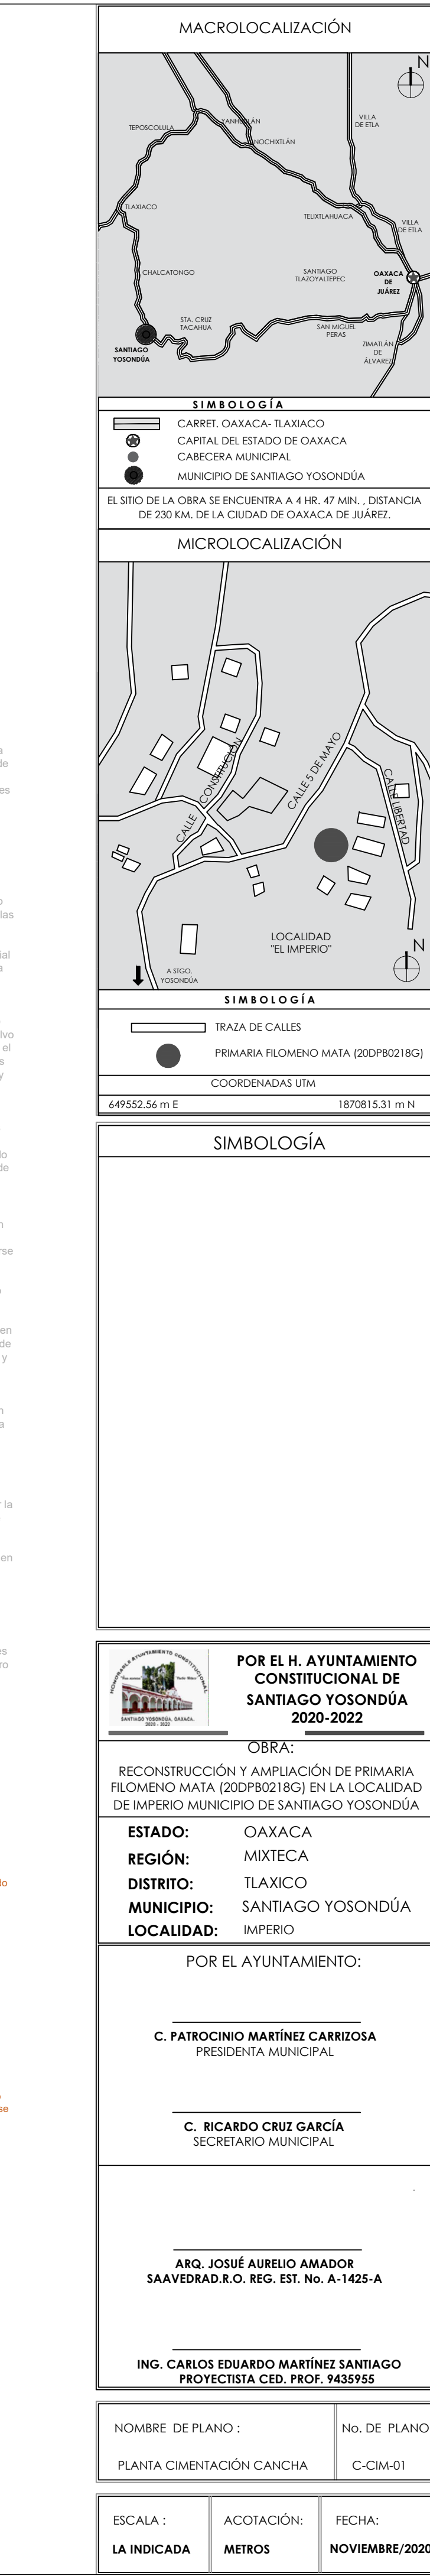 MACROLOCALIZACIÓN
N
TEPOSCOLULA
NOCHIXTLÁN
VILLA
DE ETLA
TLAXIACO
TELIXTLAHUACA
VILLA
DE ETLA
CHALCATONGO
SANTIAGO
TLAZOYALTEPEC
OAXACA
DE
JUÁREZ
STA. CRUZ
TACAHUA
SAN MIGUEL
PERAS
SANTIAGO
YOSONDÚA
ZIMATLÁN
DE
ÁLVAREZ
SIMBOLOGÍA
CARRET. OAXACA- TLAXIACO
CAPITAL DEL ESTADO DE OAXACA
CABECERA MUNICIPAL
MUNICIPIO DE SANTIAGO YOSONDÚA
EL SITIO DE LA OBRA SE ENCUENTRA A 4 HR. 47 MIN. , DISTANCIA
DE 230 KM. DE LA CIUDAD DE OAXACA DE JUÁREZ.
MICROLOCALIZACIÓN
CALLE CONSTITUCIÓN
CALLE 5 DE MAYO
CALLE LIBERTAD
LOCALIDAD
"EL IMPERIO"
N
A STGO.
YOSONDÚA
SIMBOLOGÍA
TRAZA DE CALLES
PRIMARIA FILOMENO MATA (20DPB0218G)
COORDENADAS UTM
649552.56 m E 1870815.31 m N
SIMBOLOGÍA
HONORABLE AYUNTAMIENTO CONSTITUCIONAL
SANTIAGO YOSONDÚA, OAXACA.
2020 - 2022
POR EL H. AYUNTAMIENTO
CONSTITUCIONAL DE
SANTIAGO YOSONDÚA
2020-2022
OBRA:
RECONSTRUCCIÓN Y AMPLIACIÓN DE PRIMARIA
FILOMENO MATA (20DPB0218G) EN LA LOCALIDAD
DE IMPERIO MUNICIPIO DE SANTIAGO YOSONDÚA
ESTADO: OAXACA
REGIÓN: MIXTECA
DISTRITO: TLAXICO
MUNICIPIO: SANTIAGO YOSONDÚA
LOCALIDAD: IMPERIO
POR EL AYUNTAMIENTO:
C. PATROCINIO MARTÍNEZ CARRIZOSA
PRESIDENTA MUNICIPAL
C. RICARDO CRUZ GARCÍA
SECRETARIO MUNICIPAL
ARQ. JOSUÉ AURELIO AMADOR
SAAVEDRAD.R.O. REG. EST. No. A-1425-A
ING. CARLOS EDUARDO MARTÍNEZ SANTIAGO
PROYECTISTA CED. PROF. 9435955
NOMBRE DE PLANO : No. DE PLANO
PLANTA CIMENTACIÓN CANCHA C-CIM-01
ESCALA : ACOTACIÓN: FECHA:
LA INDICADA METROS NOVIEMBRE/2020